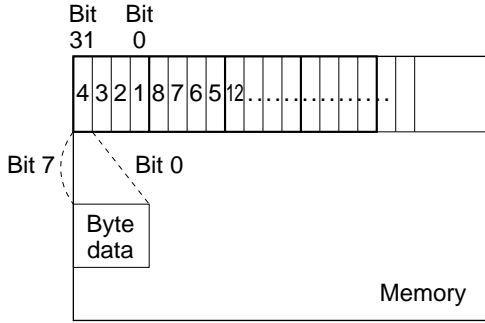 Bit Bit
31 0
4 3 2 1 8 7 6 5 12 ...................
Bit 7 Bit 0
Byte
data
Memory